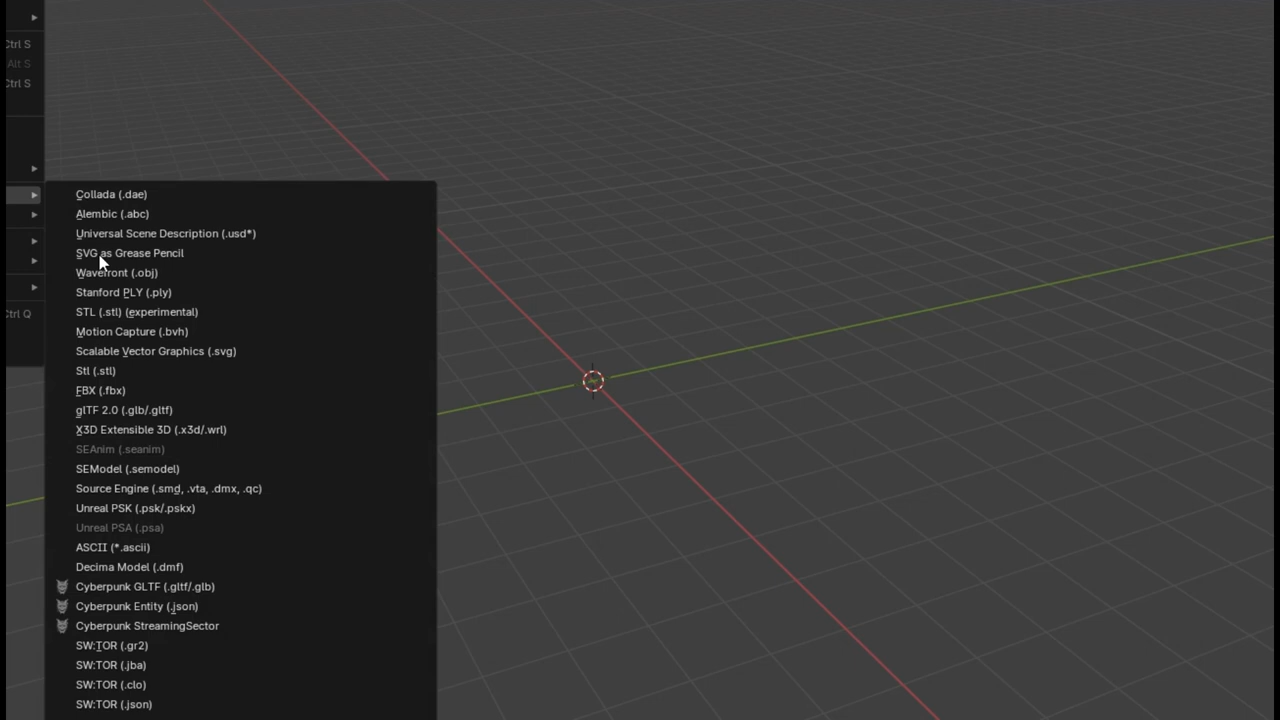 Ctrl S
Alt S
Ctrl S
Collada (.dae)
Alembic (.abc)
Universal Scene Description (.usd*)
SVG as Grease Pencil
Wavefront (.obj)
Stanford PLY (.ply)
STL (.stl) (experimental)
Ctrl Q
Motion Capture (.bvh)
Scalable Vector Graphics (.svg)
Stl (.stl)
FBX (.fbx)
glTF 2.0 (.glb/.gltf)
X3D Extensible 3D (.x3d/.wrl)
SEAnim (.seanim)
SEModel (.semodel)
Source Engine (.smd, .vta, .dmx, .qc)
Unreal PSK (.psk/.pskx)
Unreal PSA (.psa)
ASCII (*.ascii)
Decima Model (.dmf)
Cyberpunk GLTF (.gltf/.glb)
Cyberpunk Entity (.json)
Cyberpunk StreamingSector
SW:TOR (.gr2)
SW:TOR (.jba)
SW:TOR (.clo)
SW:TOR (.json)